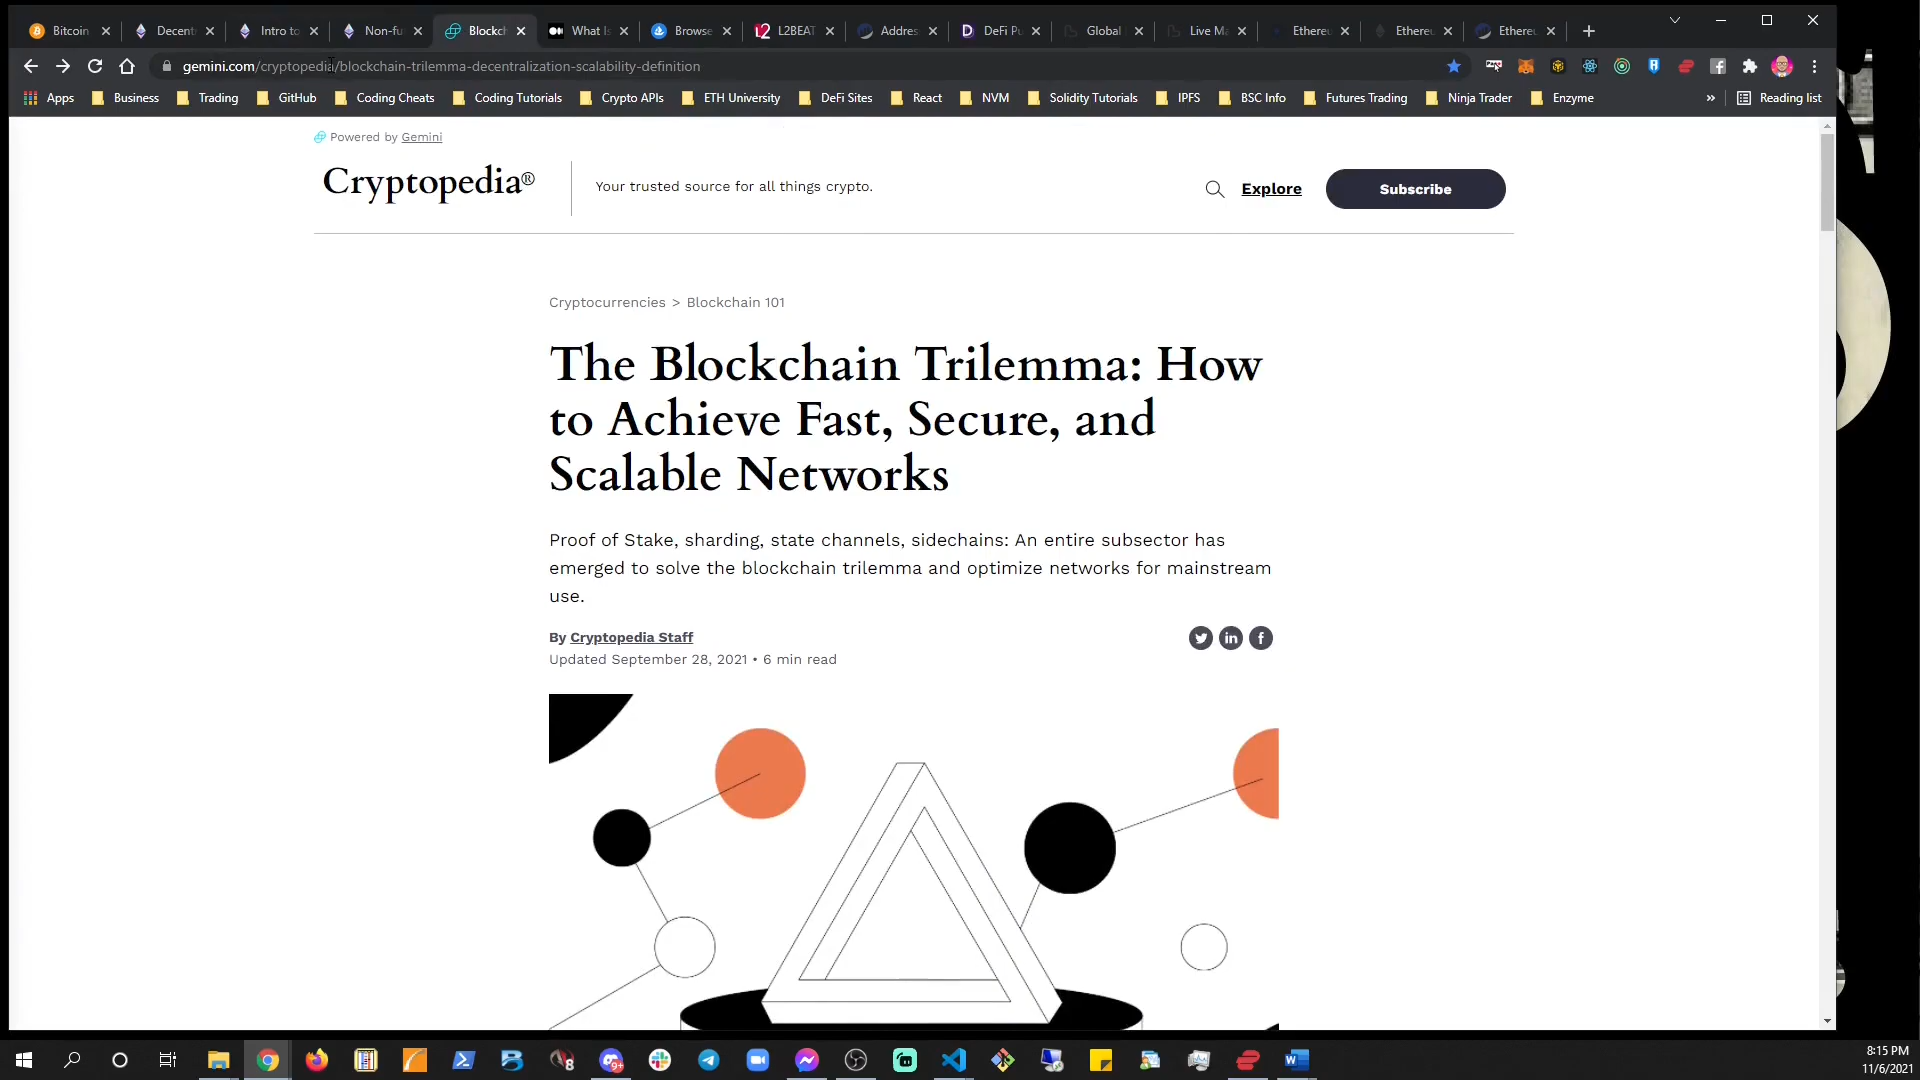 Bitcoin
Decent
Intro to
Non-fu
Blockch
What Is
Browse
L2BEAT
Addres
DeFi Pu
Global
Live Ma
Ethereu
Ethereu
Ethereu
gemini.com/cryptopedia/blockchain-trilemma-decentralization-scalability-definition
Apps
Business
Trading
GitHub
Coding Cheats
Coding Tutorials
Crypto APIs
ETH University
DeFi Sites
React
NVM
Solidity Tutorials
IPFS
BSC Info
Futures Trading
Ninja Trader
Enzyme
»
Reading list
Powered by Gemini
Cryptopedia®
Your trusted source for all things crypto.
Explore
Subscribe
Cryptocurrencies > Blockchain 101
The Blockchain Trilemma: How
to Achieve Fast, Secure, and
Scalable Networks
Proof of Stake, sharding, state channels, sidechains: An entire subsector has
emerged to solve the blockchain trilemma and optimize networks for mainstream
use.
By Cryptopedia Staff
Updated September 28, 2021 • 6 min read
8:15 PM
11/6/2021